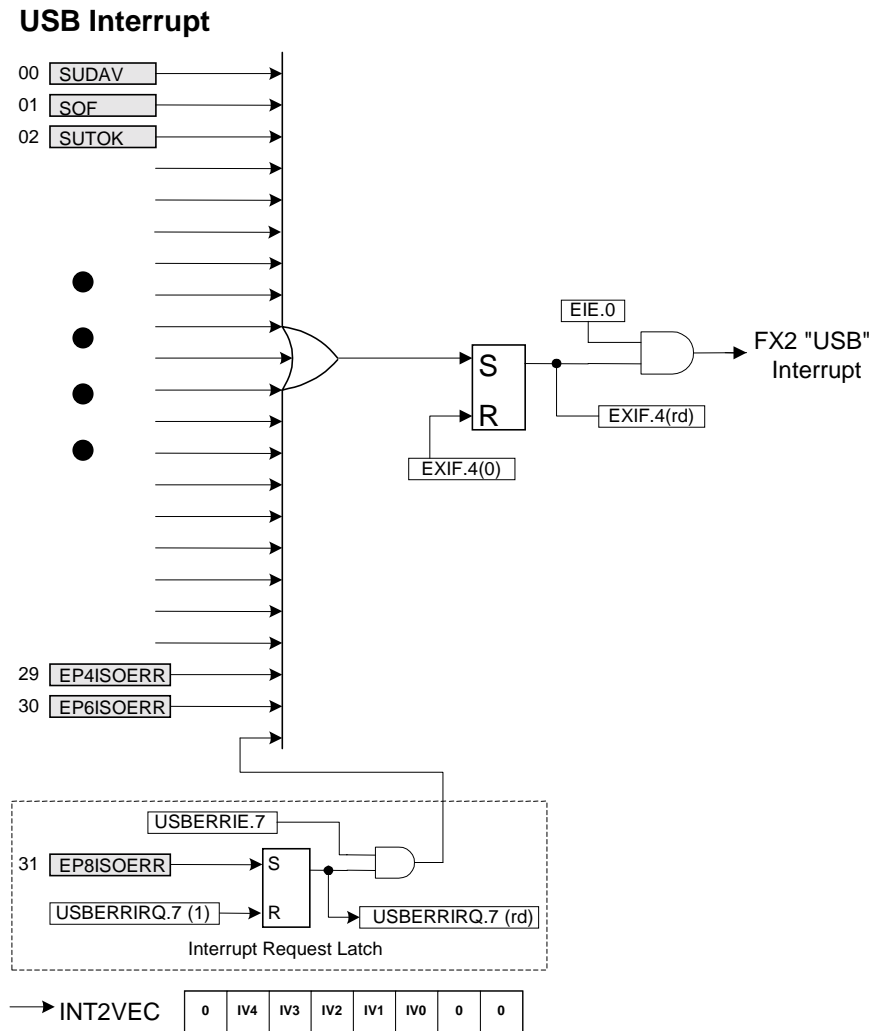 USB Interrupt
00 SUDAV
01 SOF
02 SUTOK
EIE.0
FX2 "USB"
Interrupt
S
R
EXIF.4(rd)
EXIF.4(0)
29 EP4ISOERR
30 EP6ISOERR
USBERRIE.7
31 EP8ISOERR
S
USBERRIRQ.7 (1)
R
USBERRIRQ.7 (rd)
Interrupt Request Latch
INT2VEC 0 IV4 IV3 IV2 IV1 IV0 0 0